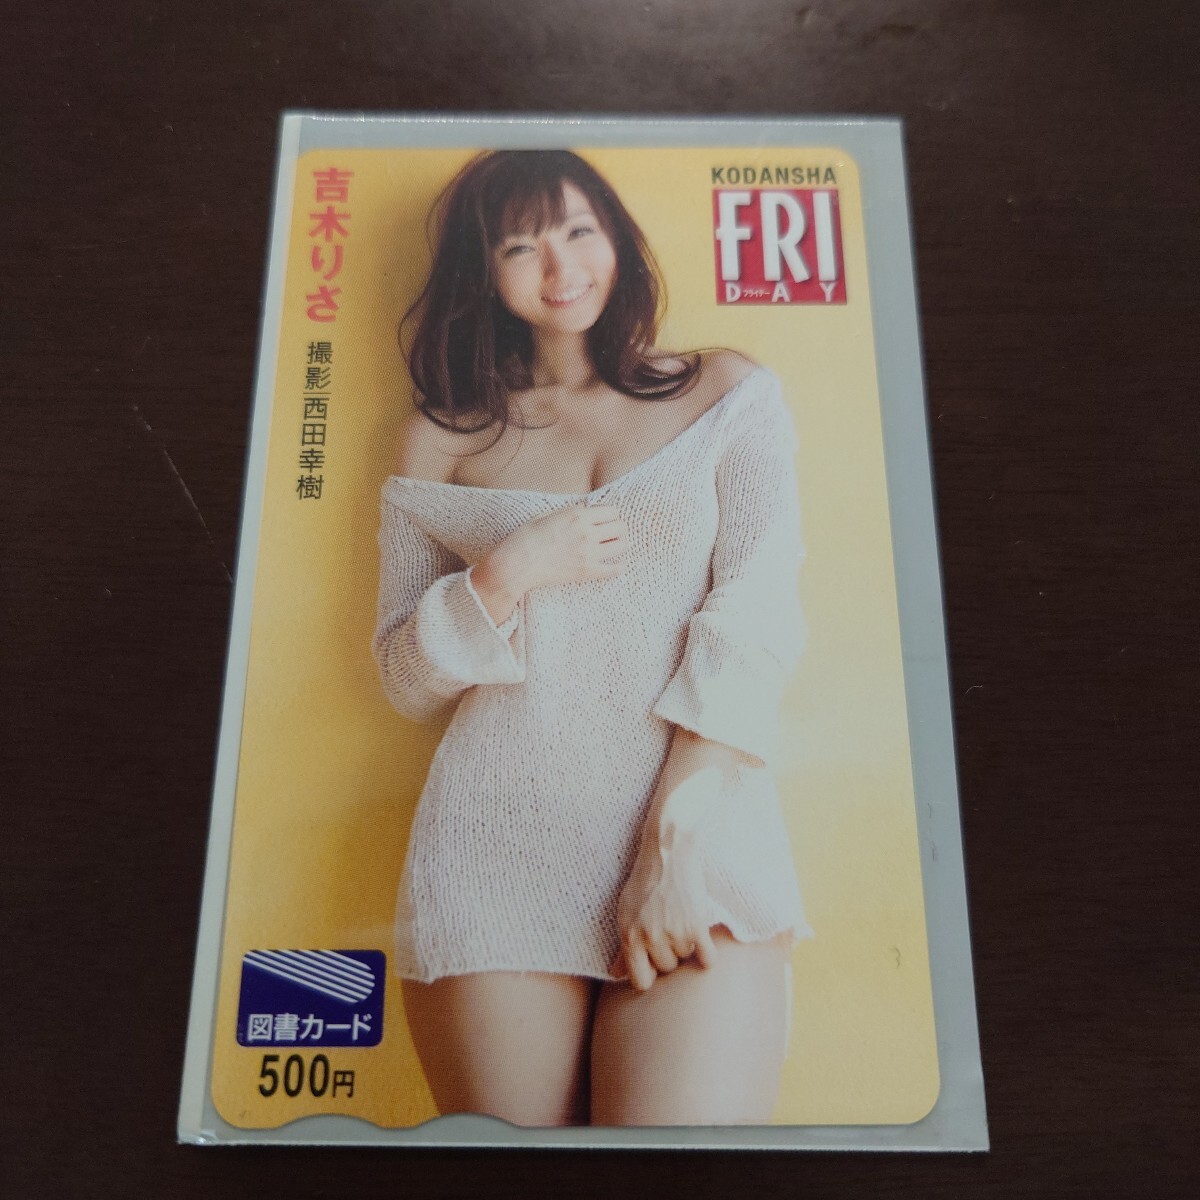 吉木りさ
撮影｜西田幸樹
KODANSHA
FRI
DAY
フライデー
図書カード
500円